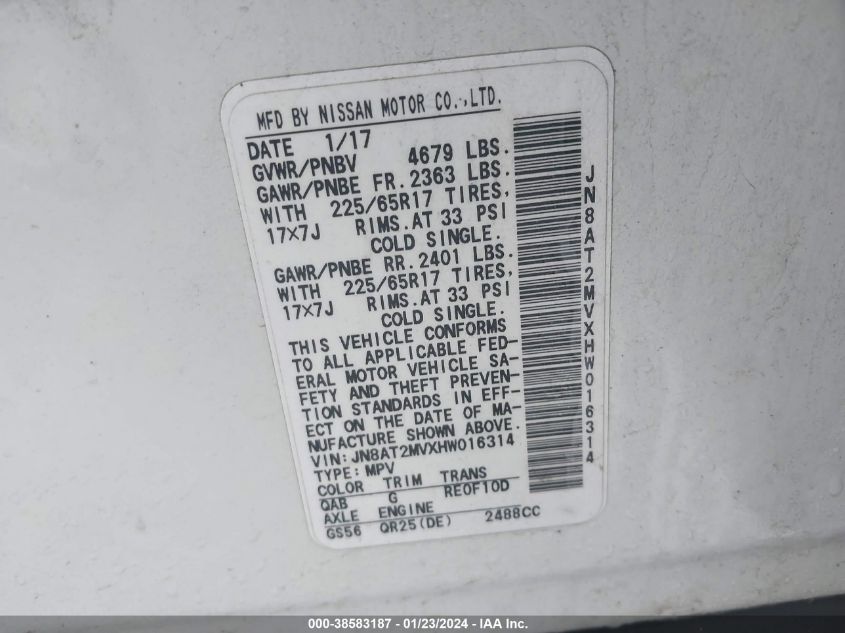 MFD BY NISSAN MOTOR CO.,LTD.
DATE 1/17
GVWR/PNBV 4679 LBS.
GAWR/PNBE FR. 2363 LBS.
WITH 225/65R17 TIRES,
17×7J RIMS.AT 33 PSI
COLD SINGLE.
GAWR/PNBE RR. 2401 LBS.
WITH 225/65R17 TIRES,
17×7J RIMS.AT 33 PSI
COLD SINGLE.
THIS VEHICLE CONFORMS
TO ALL APPLICABLE FED-
ERAL MOTOR VEHICLE SA-
FETY AND THEFT PREVEN-
TION STANDARDS IN EFF-
ECT ON THE DATE OF MA-
NUFACTURE SHOWN ABOVE.
VIN: JN8AT2MVXHW016314
TYPE: MPV
COLOR TRIM TRANS
QAB G RE0F10D
AXLE ENGINE
GS56 QR25(DE) 2488CC
JN8AT2MVXHW016314
000-38583187 - 01/23/2024 - IAA Inc.